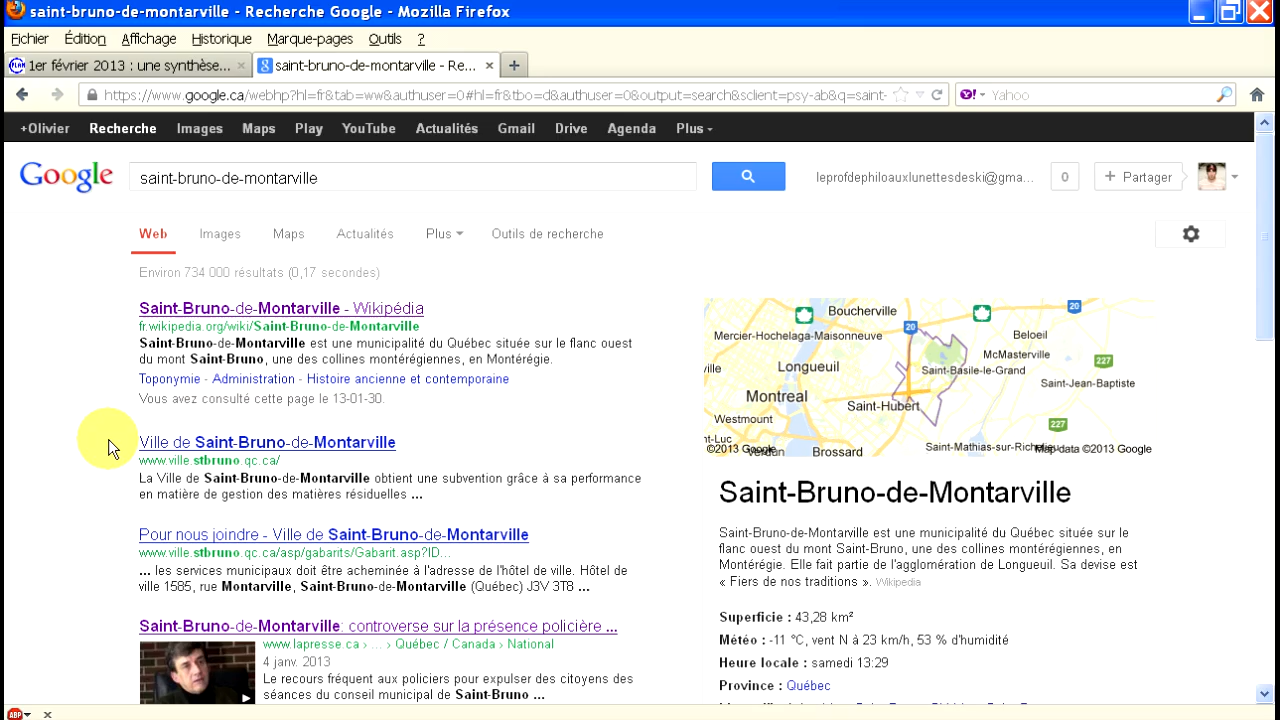 saint-bruno-de-montarville - Recherche Google - Mozilla Firefox
Fichier Édition Affichage Historique Marque-pages Outils ?
1er février 2013 : une synthèse... saint-bruno-de-montarville - Re...
https://www.google.ca/webhp?hl=fr&tab=ww&authuser=0#hl=fr&tbo=d&authuser=0&output=search&sclient=psy-ab&q=saint- Yahoo
+Olivier Recherche Images Maps Play YouTube Actualités Gmail Drive Agenda Plus
Google saint-bruno-de-montarville leprofdephiloauxlunettesdeski@gma... 0 + Partager
Web Images Maps Actualités Plus Outils de recherche
Environ 734 000 résultats (0,17 secondes)
Saint-Bruno-de-Montarville - Wikipédia
fr.wikipedia.org/wiki/Saint-Bruno-de-Montarville
Saint-Bruno-de-Montarville est une municipalité du Québec située sur le flanc ouest
du mont Saint-Bruno, une des collines montérégiennes, en Montérégie.
Toponymie - Administration - Histoire ancienne et contemporaine
Vous avez consulté cette page le 13-01-30.
Ville de Saint-Bruno-de-Montarville
www.ville.stbruno.qc.ca/
La Ville de Saint-Bruno-de-Montarville obtient une subvention grâce à sa performance
en matière de gestion des matières résiduelles ...
Pour nous joindre - Ville de Saint-Bruno-de-Montarville
www.ville.stbruno.qc.ca/asp/gabarits/Gabarit.asp?ID...
... les services municipaux doit être acheminée à l'adresse de l'hôtel de ville. Hôtel de
ville 1585, rue Montarville, Saint-Bruno-de-Montarville (Québec) J3V 3T8 ...
Saint-Bruno-de-Montarville: controverse sur la présence policière ...
www.lapresse.ca › ... › Québec / Canada › National
4 janv. 2013
Le recours fréquent aux policiers pour expulser des citoyens des
séances du conseil municipal de Saint-Bruno ...
Boucherville 20
Mercier-Hochelaga-Maisonneuve 20 Beloeil
McMasterville 227
ville Longueuil Saint-Basile-le-Grand
Saint-Jean-Baptiste
Montreal Saint-Hubert
Westmount 227
nt-Luc Saint-Mathias-sur-Richelieu
©2013 Google Verdun Brossard Map data ©2013 Google
Saint-Bruno-de-Montarville
Saint-Bruno-de-Montarville est une municipalité du Québec située sur le
flanc ouest du mont Saint-Bruno, une des collines montérégiennes, en
Montérégie. Elle fait partie de l'agglomération de Longueuil. Sa devise est
« Fiers de nos traditions ». Wikipedia
Superficie : 43,28 km²
Météo : -11 °C, vent N à 23 km/h, 53 % d'humidité
Heure locale : samedi 13:29
Province : Québec
ABP